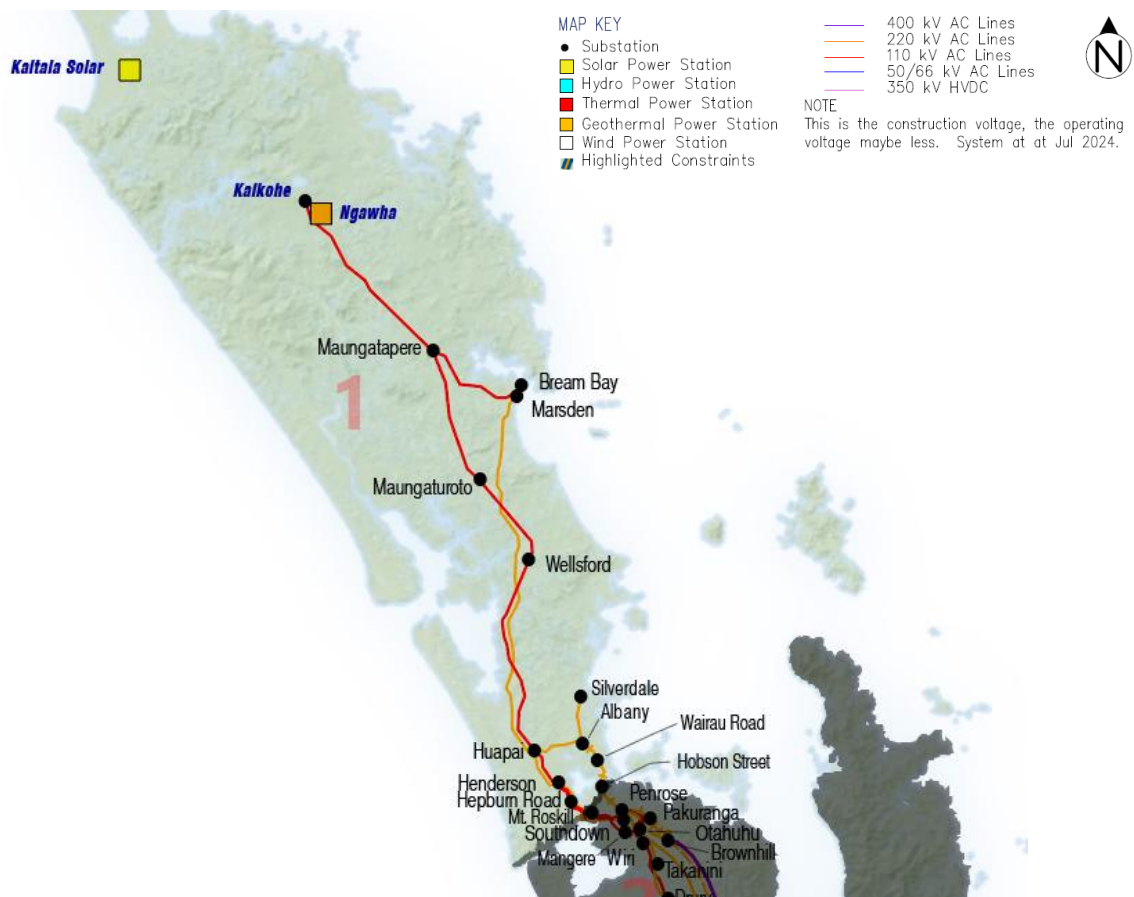 MAP KEY
Substation
Solar Power Station
Hydro Power Station
Thermal Power Station
Geothermal Power Station
Wind Power Station
Highlighted Constraints
400 kV AC Lines
220 kV AC Lines
110 kV AC Lines
50/66 kV AC Lines
350 kV HVDC
NOTE
This is the construction voltage, the operating
voltage maybe less. System at at Jul 2024.
N
Kaitaia Solar
Kaikohe
Ngawha
Maungatapere
1
Bream Bay
Marsden
Maungaturoto
Wellsford
Silverdale
Albany
Wairau Road
Huapai
Hobson Street
Henderson
Hepburn Road
Penrose
Mt. Roskill
Pakuranga
Southdown
Otahuhu
Mangere
Wiri
Brownhill
Takanini